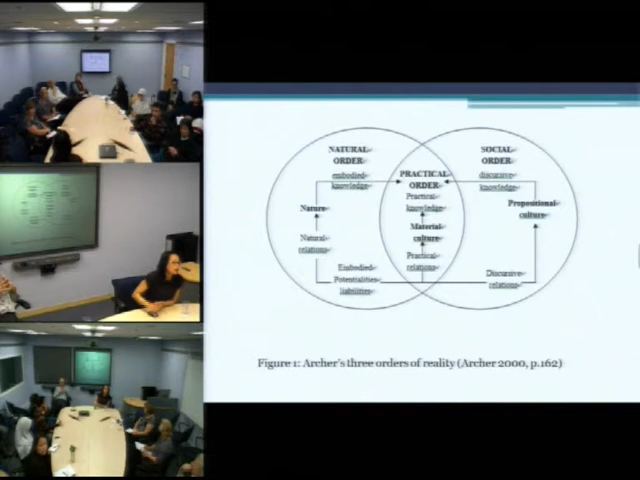 NATURAL
ORDER
embodied
knowledge
Nature
Natural
relations
Embodied
Potentialities
liabilities
PRACTICAL
ORDER
Practical
knowledge
Material
culture
Practical
relations
SOCIAL
ORDER
discursive
knowledge
Propositional
culture
Discursive
relations
Figure 1: Archer's three orders of reality (Archer 2000, p.162)